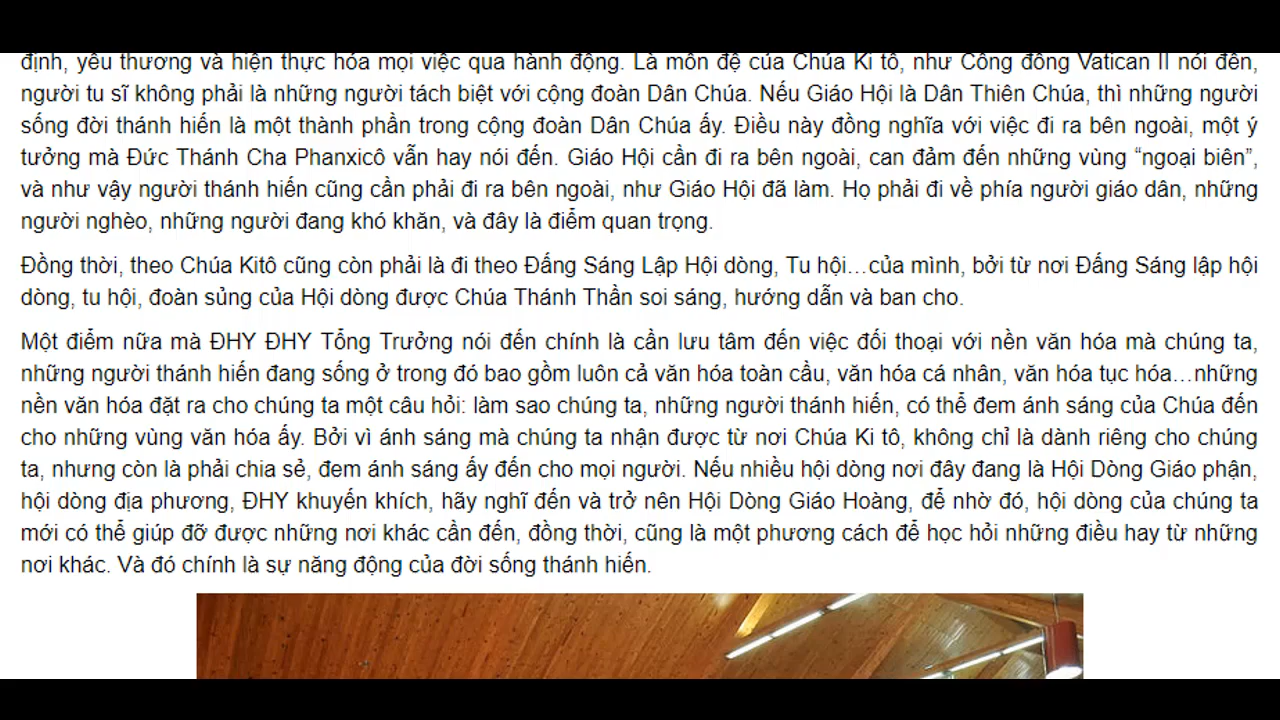 định, yêu thương và hiện thực hóa mọi việc qua hành động. Là môn đệ của Chúa Ki tô, như Công đồng Vatican II nói đến,
người tu sĩ không phải là những người tách biệt với cộng đoàn Dân Chúa. Nếu Giáo Hội là Dân Thiên Chúa, thì những người
sống đời thánh hiến là một thành phần trong cộng đoàn Dân Chúa ấy. Điều này đồng nghĩa với việc đi ra bên ngoài, một ý
tưởng mà Đức Thánh Cha Phanxicô vẫn hay nói đến. Giáo Hội cần đi ra bên ngoài, can đảm đến những vùng “ngoại biên”,
và như vậy người thánh hiến cũng cần phải đi ra bên ngoài, như Giáo Hội đã làm. Họ phải đi về phía người giáo dân, những
người nghèo, những người đang khó khăn, và đây là điểm quan trọng.
Đồng thời, theo Chúa Kitô cũng còn phải là đi theo Đấng Sáng Lập Hội dòng, Tu hội…của mình, bởi từ nơi Đấng Sáng lập hội
dòng, tu hội, đoàn sủng của Hội dòng được Chúa Thánh Thần soi sáng, hướng dẫn và ban cho.
Một điểm nữa mà ĐHY ĐHY Tổng Trưởng nói đến chính là cần lưu tâm đến việc đối thoại với nền văn hóa mà chúng ta,
những người thánh hiến đang sống ở trong đó bao gồm luôn cả văn hóa toàn cầu, văn hóa cá nhân, văn hóa tục hóa…những
nền văn hóa đặt ra cho chúng ta một câu hỏi: làm sao chúng ta, những người thánh hiến, có thể đem ánh sáng của Chúa đến
cho những vùng văn hóa ấy. Bởi vì ánh sáng mà chúng ta nhận được từ nơi Chúa Ki tô, không chỉ là dành riêng cho chúng
ta, nhưng còn là phải chia sẻ, đem ánh sáng ấy đến cho mọi người. Nếu nhiều hội dòng nơi đây đang là Hội Dòng Giáo phận,
hội dòng địa phương, ĐHY khuyến khích, hãy nghĩ đến và trở nên Hội Dòng Giáo Hoàng, để nhờ đó, hội dòng của chúng ta
mới có thể giúp đỡ được những nơi khác cần đến, đồng thời, cũng là một phương cách để học hỏi những điều hay từ những
nơi khác. Và đó chính là sự năng động của đời sống thánh hiến.